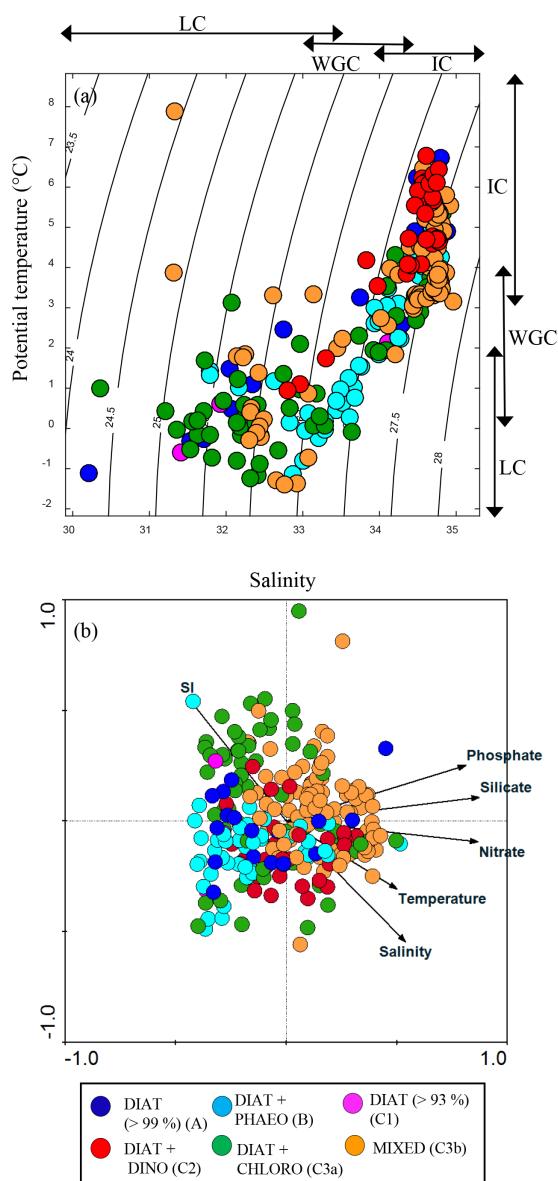 LC
WGC
IC
(a)
8
7
6
5
4
3
2
1
0
-1
-2
Potential temperature (°C)
23.5
24
24.5
25
27.5
28
IC
WGC
LC
30
31
32
33
34
35
Salinity
1.0
(b)
SI
Phosphate
Silicate
Nitrate
Temperature
Salinity
-1.0
-1.0
1.0
DIAT
(> 99 %) (A)
DIAT +
PHAEO (B)
DIAT (> 93 %)
(C1)
DIAT +
DINO (C2)
DIAT +
CHLORO (C3a)
MIXED (C3b)